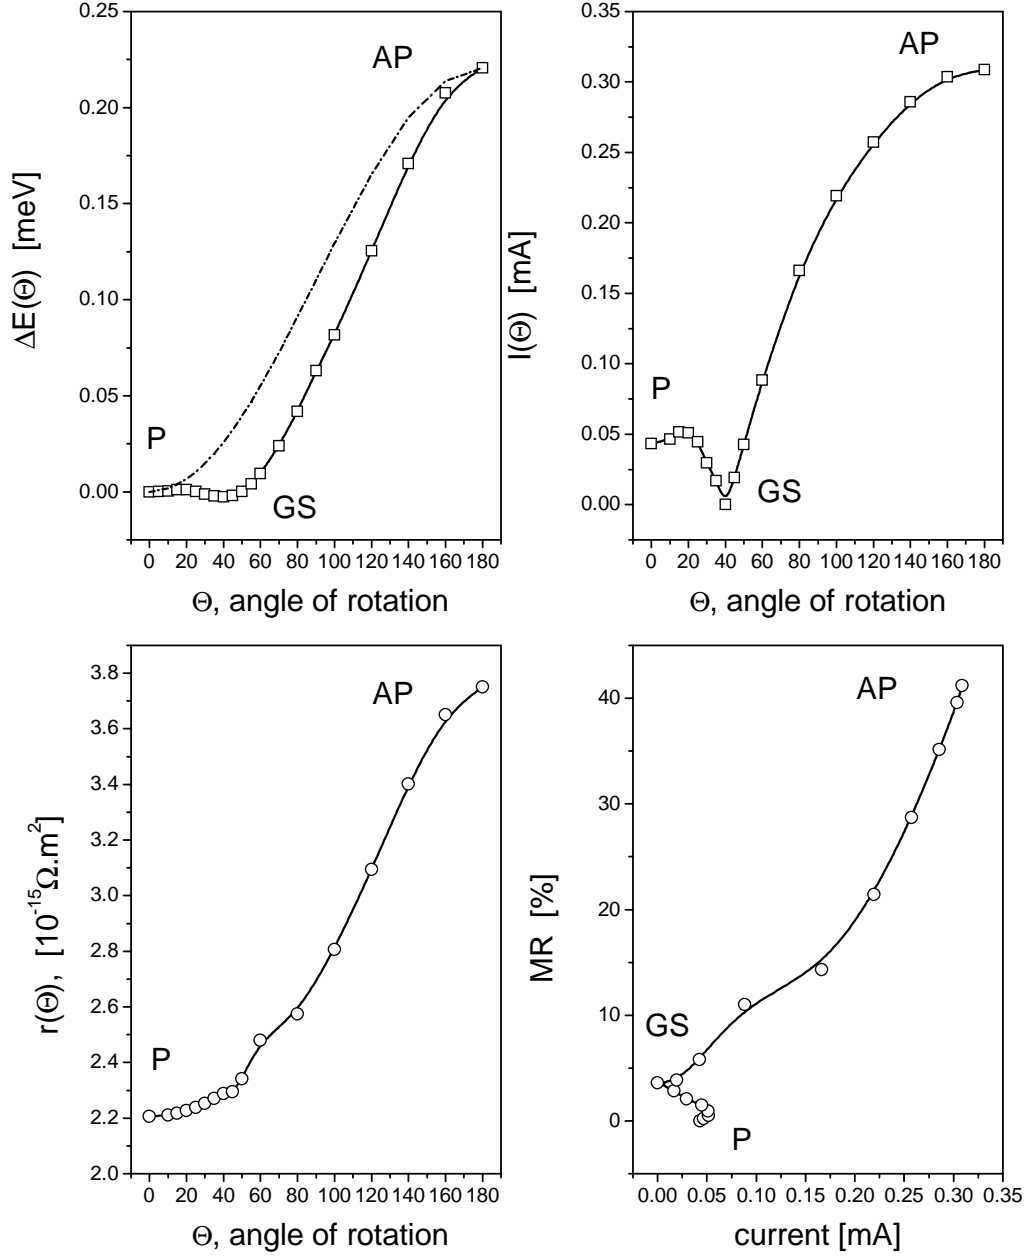 0.25
0.20
0.15
0.10
0.05
0.00
ΔE(Θ) [meV]
AP
P
GS
0 20 40 60 80 100 120 140 160 180
Θ, angle of rotation
0.35
0.30
0.25
0.20
0.15
0.10
0.05
0.00
I(Θ) [mA]
AP
P
GS
0 20 40 60 80 100 120 140 160 180
Θ, angle of rotation
3.8
3.6
3.4
3.2
3.0
2.8
2.6
2.4
2.2
2.0
r(Θ), [10⁻¹⁵Ω.m²]
AP
P
0 20 40 60 80 100 120 140 160 180
Θ, angle of rotation
40
30
20
10
0
MR [%]
AP
GS
P
0.00 0.05 0.10 0.15 0.20 0.25 0.30 0.35
current [mA]